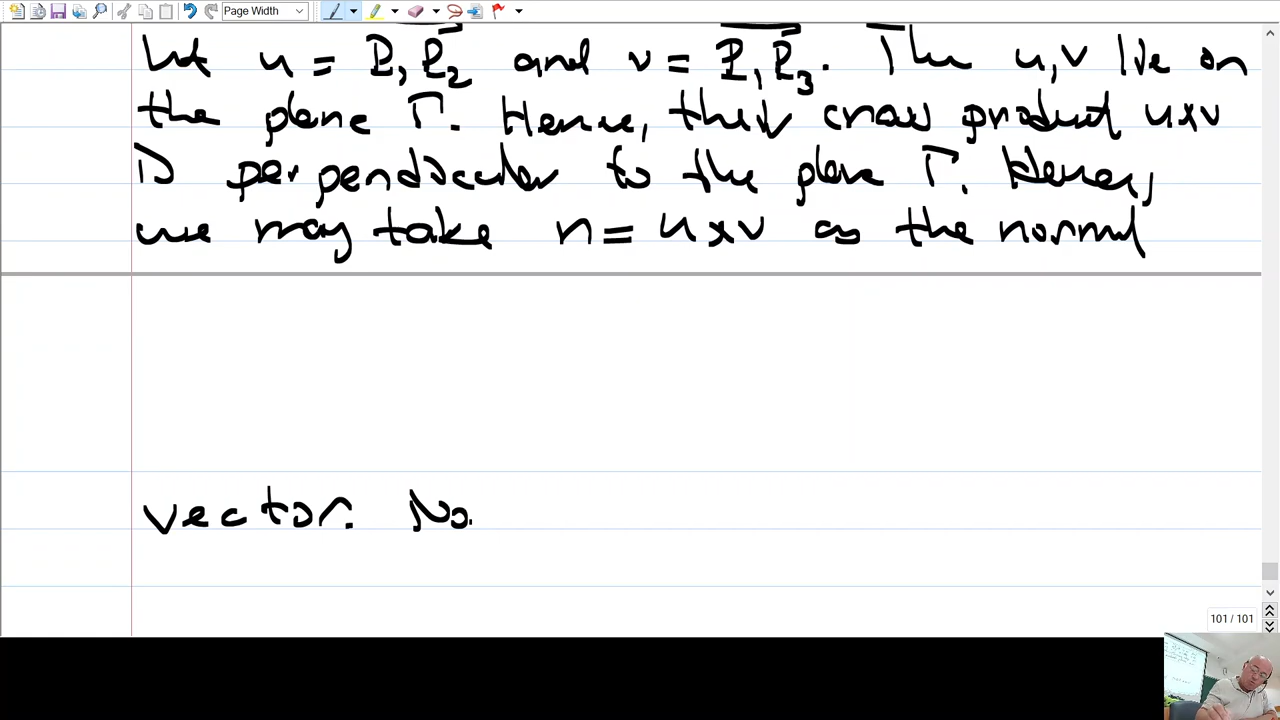 Page Width
Let u = P₁P₂ and v = P₁P₃. Then u,v lie on
the plane Γ. Hence, their cross product u×v
is perpendicular to the plane Γ. Hence,
we may take n = u×v as the normal
vector. No
101 / 101